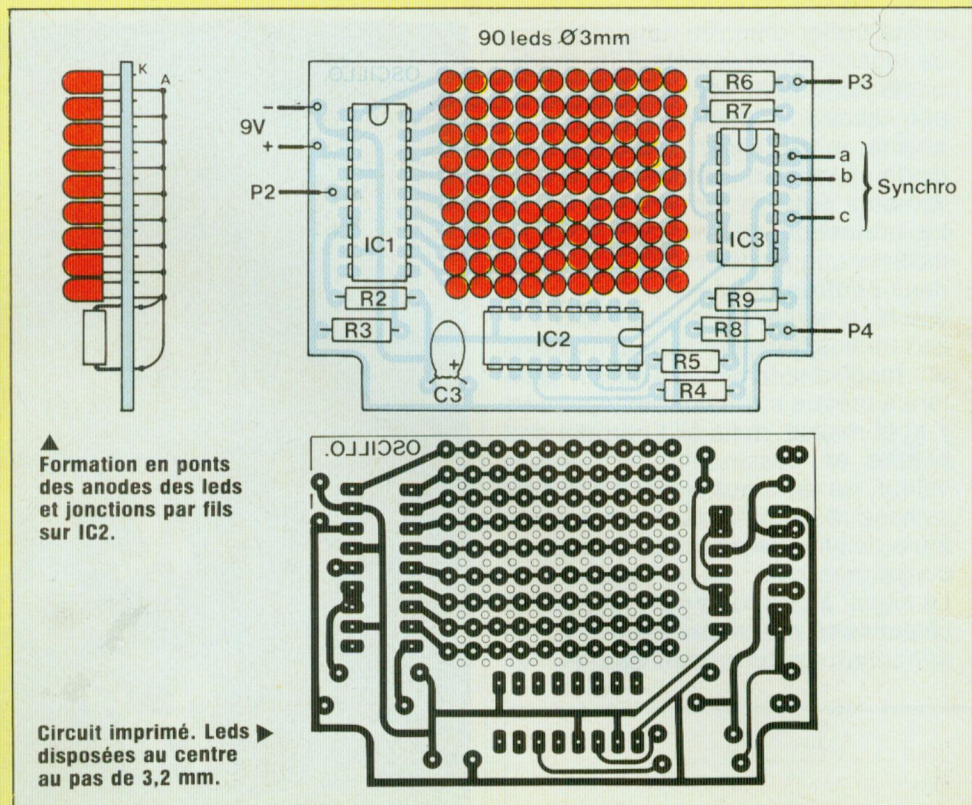 90 leds Ø 3mm
K
A
OSCILLO.
R6
P3
R7
−
9V
+
a
b
Synchro
P2
c
IC1
IC3
R2
R9
R3
IC2
R8
P4
+
C3
R5
R4
▲
Formation en ponts
des anodes des leds
et jonctions par fils
sur IC2.
OSCILLO.
Circuit imprimé. Leds ▶
disposées au centre
au pas de 3,2 mm.